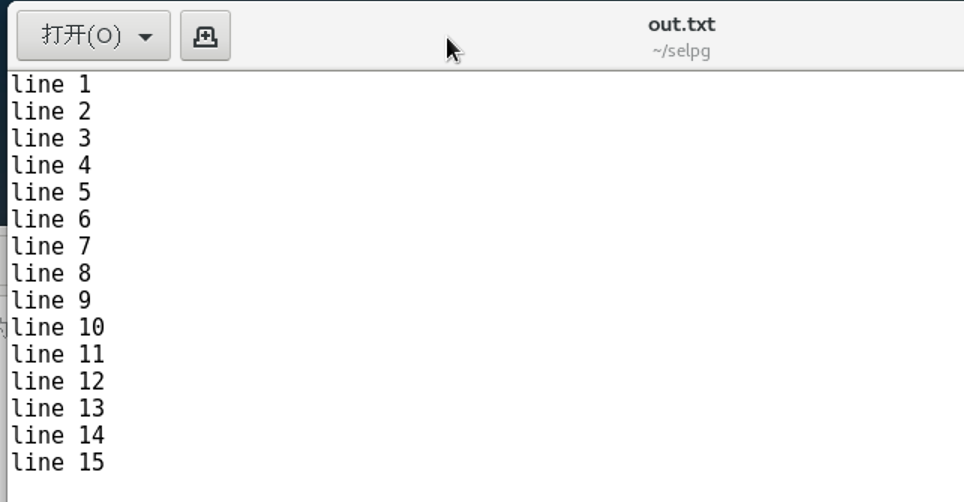 打开(O)
out.txt
~/selpg
line 1
line 2
line 3
line 4
line 5
line 6
line 7
line 8
line 9
line 10
line 11
line 12
line 13
line 14
line 15